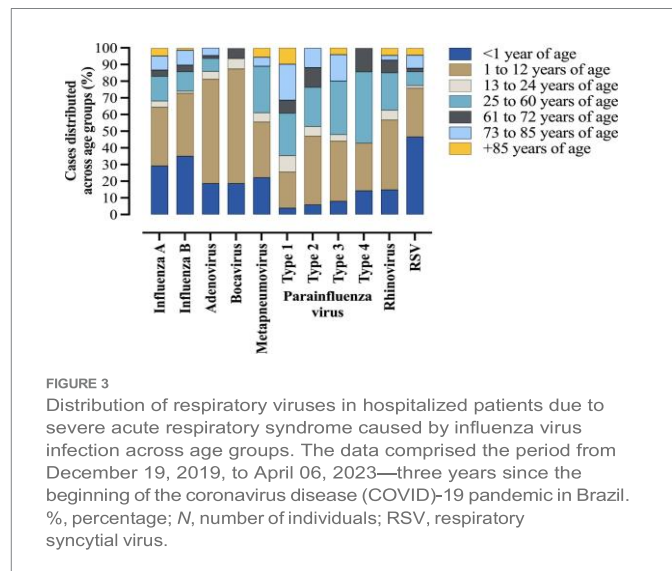 Cases distributed
across age groups (%)
100
90
80
70
60
50
40
30
20
10
0
<1 year of age
1 to 12 years of age
13 to 24 years of age
25 to 60 years of age
61 to 72 years of age
73 to 85 years of age
+85 years of age
Influenza A
Influenza B
Adenovirus
Bocavirus
Metapneumovirus
Type 1
Type 2
Type 3
Type 4
Rhinovirus
RSV
Parainfluenza
virus
FIGURE 3
Distribution of respiratory viruses in hospitalized patients due to
severe acute respiratory syndrome caused by influenza virus
infection across age groups. The data comprised the period from
December 19, 2019, to April 06, 2023—three years since the
beginning of the coronavirus disease (COVID)-19 pandemic in Brazil.
%, percentage; N, number of individuals; RSV, respiratory
syncytial virus.